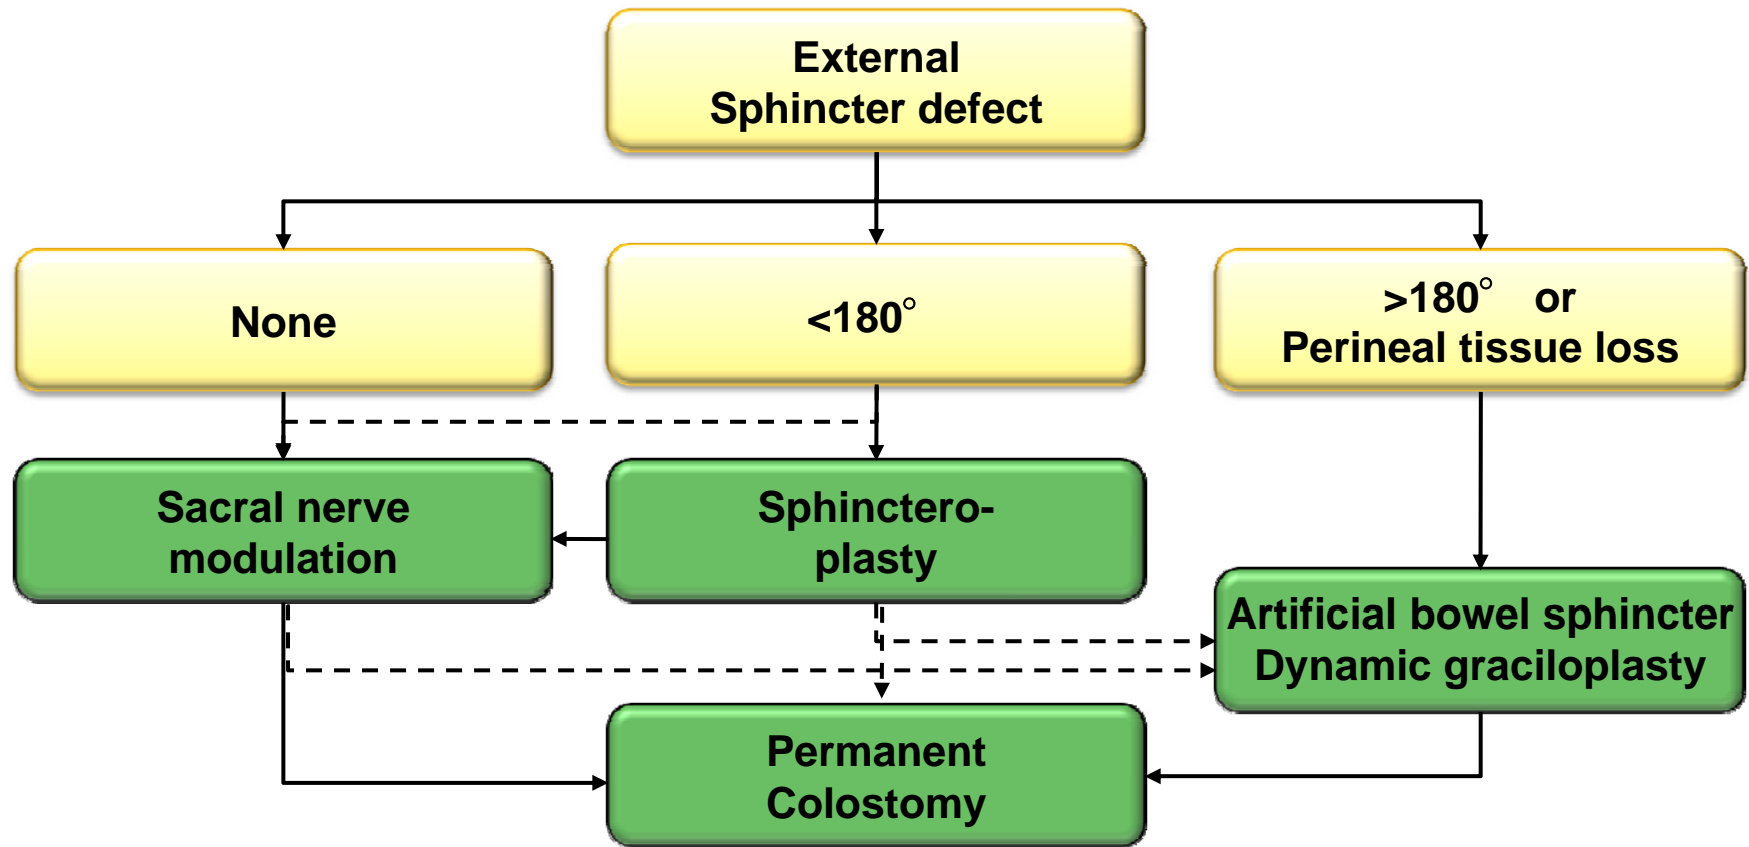 External
Sphincter defect
None
<180°
>180° or
Perineal tissue loss
Sacral nerve
modulation
Sphinctero-
plasty
Artificial bowel sphincter
Dynamic graciloplasty
Permanent
Colostomy